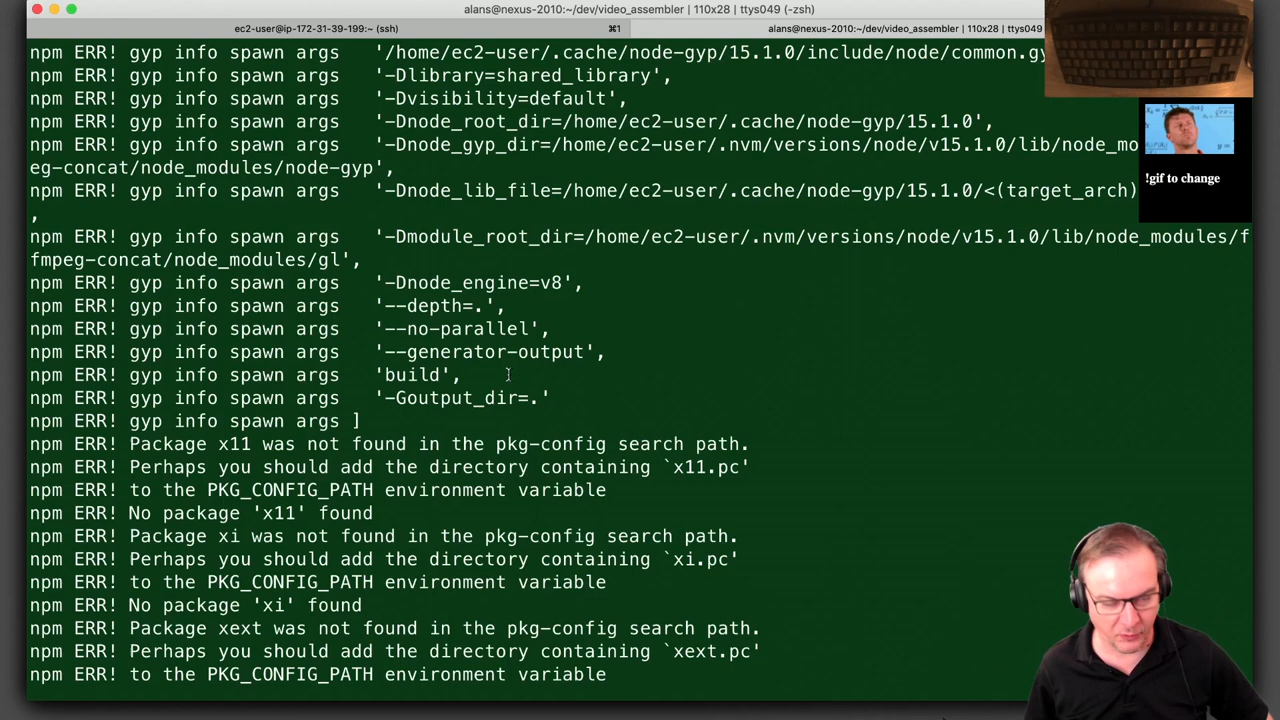 alans@nexus-2010:~/dev/video_assembler | 110x28 | ttys049 (-zsh)
ec2-user@ip-172-31-39-199:~ (ssh) ⌘1 alans@nexus-2010:~/dev/video_assembler | 110x28 | ttys049
npm ERR! gyp info spawn args   '/home/ec2-user/.cache/node-gyp/15.1.0/include/node/common.gy
npm ERR! gyp info spawn args   '-Dlibrary=shared_library',
npm ERR! gyp info spawn args   '-Dvisibility=default',
npm ERR! gyp info spawn args   '-Dnode_root_dir=/home/ec2-user/.cache/node-gyp/15.1.0',
npm ERR! gyp info spawn args   '-Dnode_gyp_dir=/home/ec2-user/.nvm/versions/node/v15.1.0/lib/node_mo
eg-concat/node_modules/node-gyp',
npm ERR! gyp info spawn args   '-Dnode_lib_file=/home/ec2-user/.cache/node-gyp/15.1.0/<(target_arch)
,
npm ERR! gyp info spawn args   '-Dmodule_root_dir=/home/ec2-user/.nvm/versions/node/v15.1.0/lib/node_modules/f
fmpeg-concat/node_modules/gl',
npm ERR! gyp info spawn args   '-Dnode_engine=v8',
npm ERR! gyp info spawn args   '--depth=.',
npm ERR! gyp info spawn args   '--no-parallel',
npm ERR! gyp info spawn args   '--generator-output',
npm ERR! gyp info spawn args   'build',
npm ERR! gyp info spawn args   '-Goutput_dir=.'
npm ERR! gyp info spawn args ]
npm ERR! Package x11 was not found in the pkg-config search path.
npm ERR! Perhaps you should add the directory containing `x11.pc'
npm ERR! to the PKG_CONFIG_PATH environment variable
npm ERR! No package 'x11' found
npm ERR! Package xi was not found in the pkg-config search path.
npm ERR! Perhaps you should add the directory containing `xi.pc'
npm ERR! to the PKG_CONFIG_PATH environment variable
npm ERR! No package 'xi' found
npm ERR! Package xext was not found in the pkg-config search path.
npm ERR! Perhaps you should add the directory containing `xext.pc'
npm ERR! to the PKG_CONFIG_PATH environment variable
!gif to change